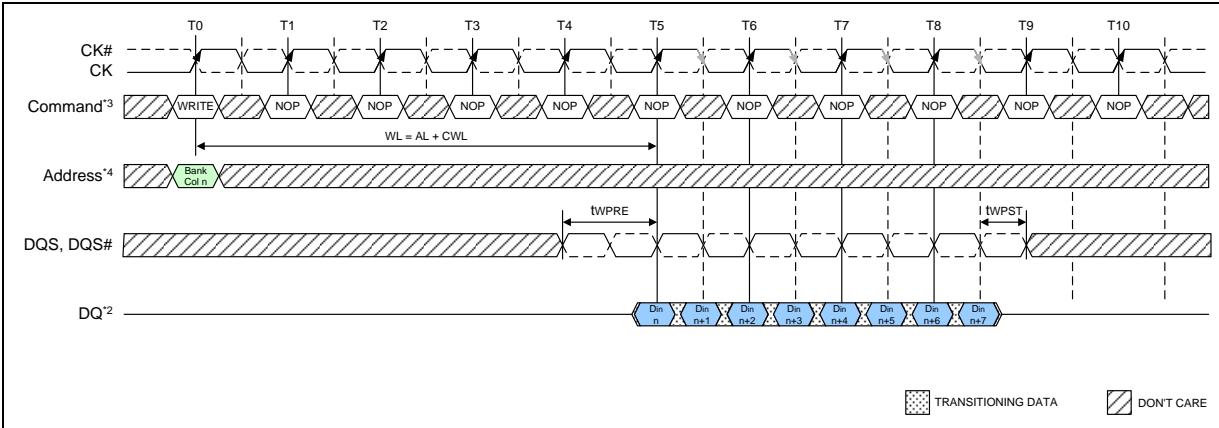 T0 T1 T2 T3 T4 T5 T6 T7 T8 T9 T10
CK#
CK
Command*3 WRITE NOP NOP NOP NOP NOP NOP NOP NOP NOP NOP
WL = AL + CWL
Address*4 Bank Col n
tWPRE tWPST
DQS, DQS#
DQ*2 Din n Din n+1 Din n+2 Din n+3 Din n+4 Din n+5 Din n+6 Din n+7
TRANSITIONING DATA DON'T CARE